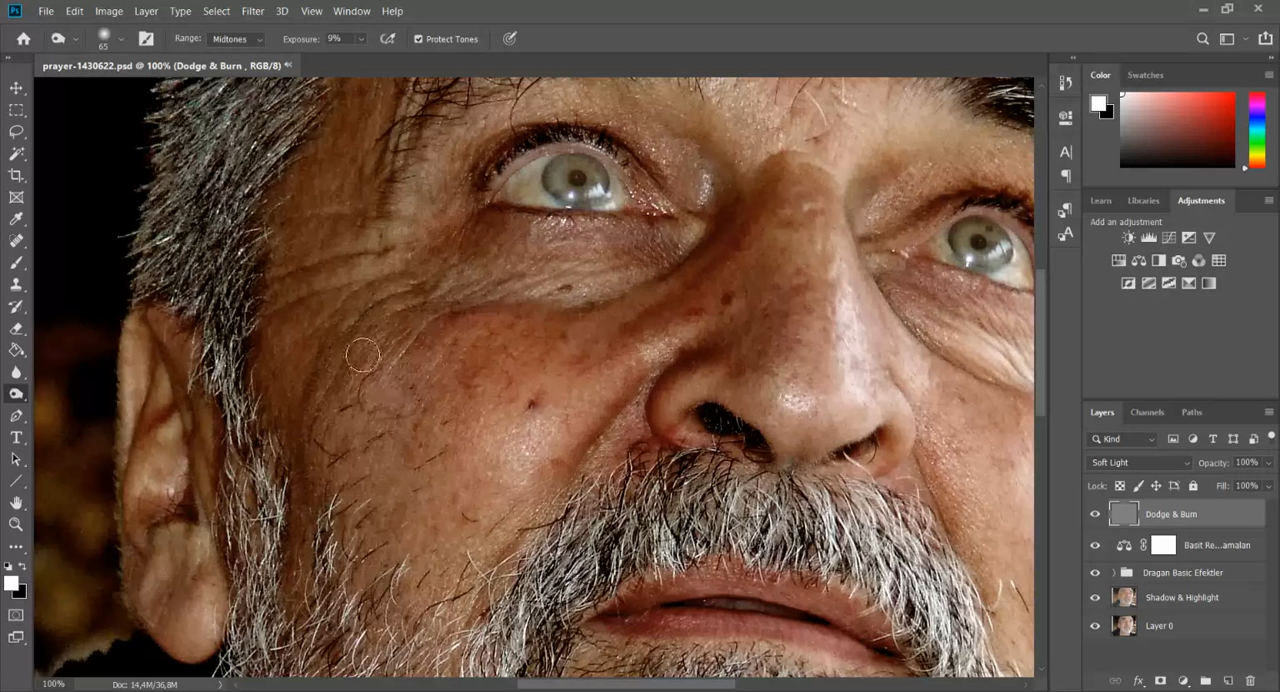 Ps File Edit Image Layer Type Select Filter 3D View Window Help
65 Range: Midtones Exposure: 9% Protect Tones
prayer-1430622.psd @ 100% (Dodge & Burn , RGB/8)
Color Swatches
Learn Libraries Adjustments
Add an adjustment
Layers Channels Paths
Kind
Soft Light Opacity: 100%
Lock: Fill: 100%
Dodge & Burn
Basit Re...amalan
Dragan Basic Efektler
Shadow & Highlight
Layer 0
100% Doc: 14,4M/36,8M